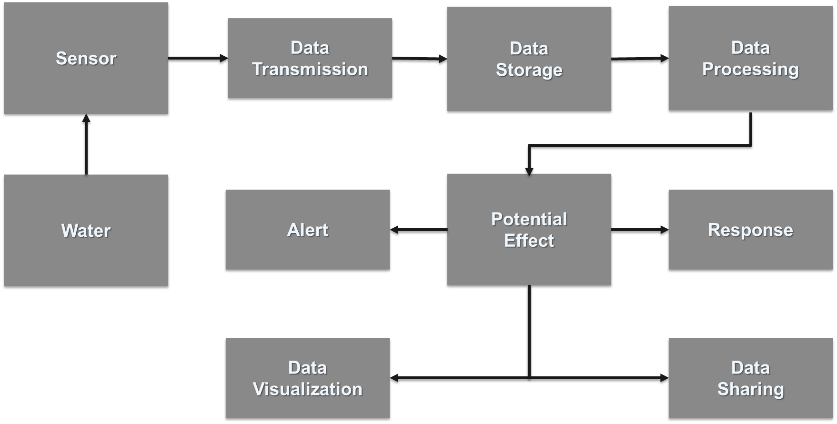 Sensor
Data
Transmission
Data
Storage
Data
Processing
Water
Alert
Potential
Effect
Response
Data
Visualization
Data
Sharing